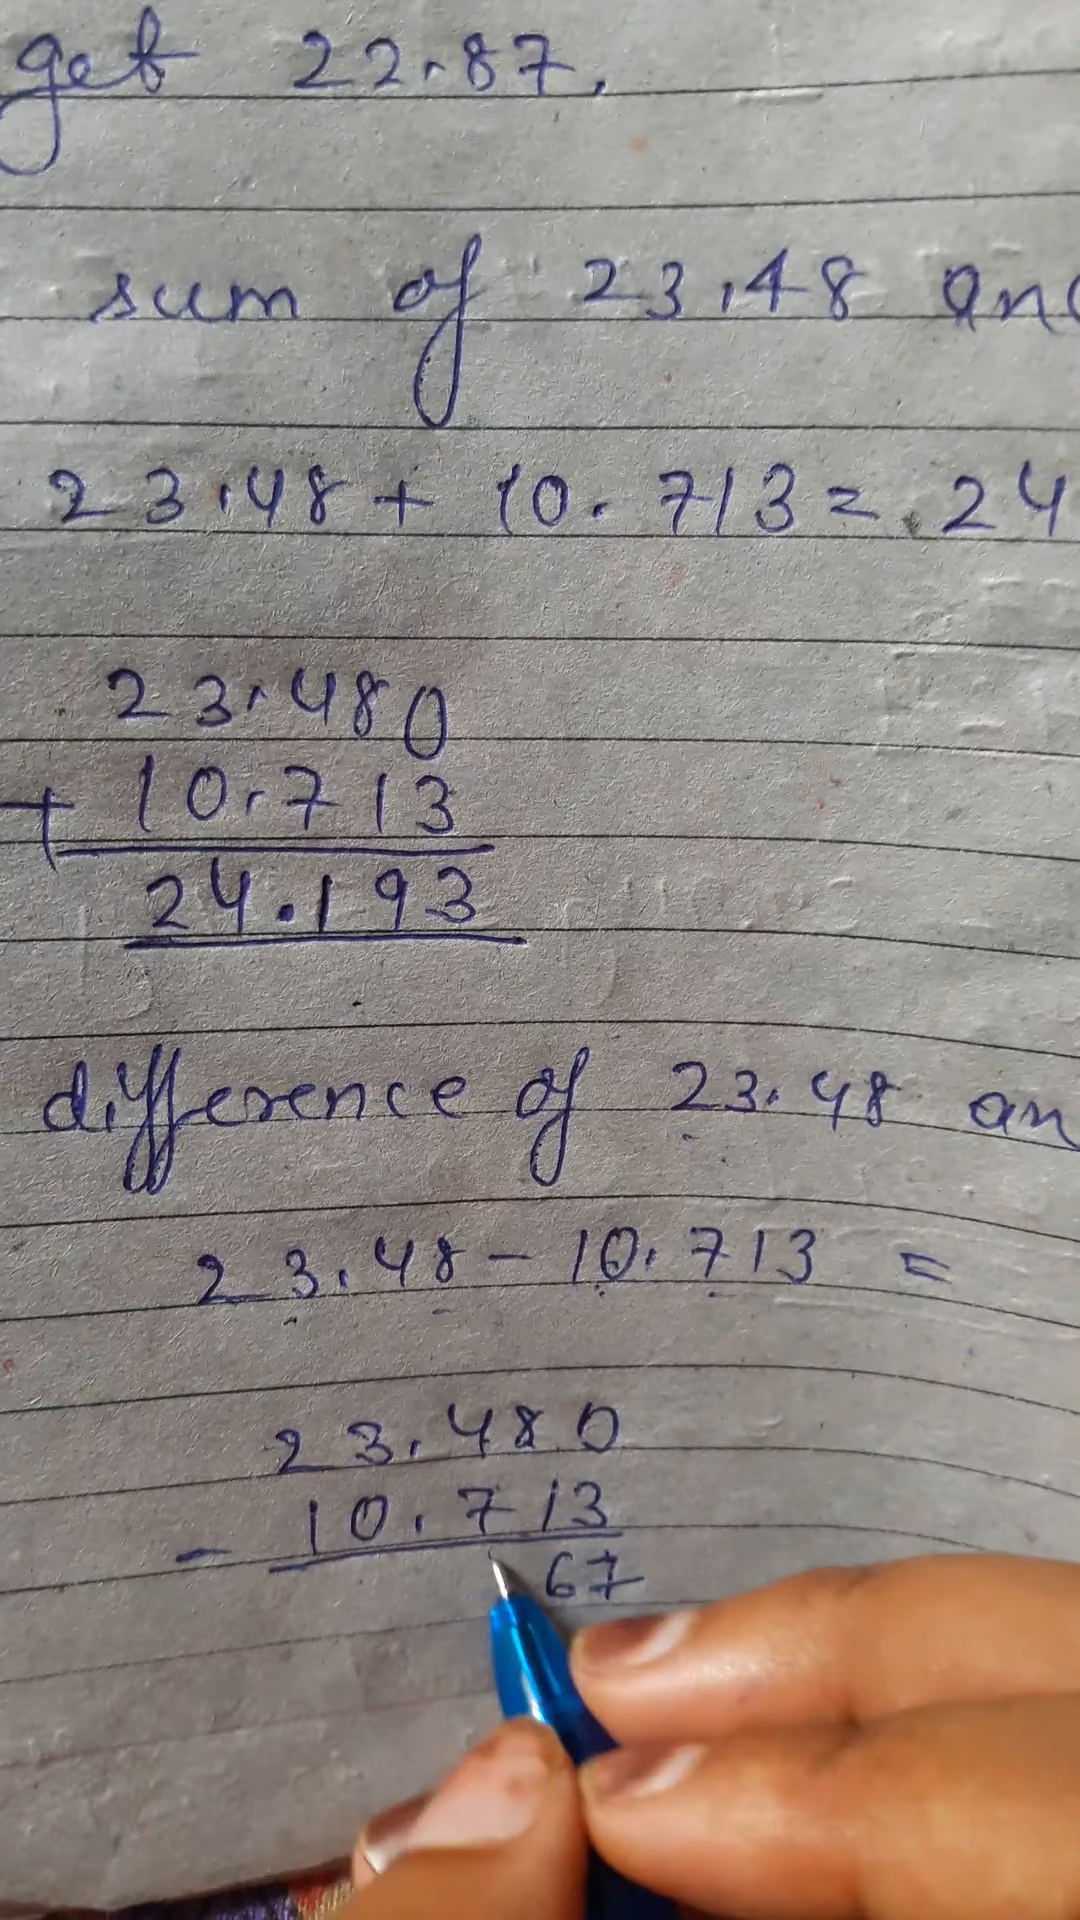 get 22.87.
sum of 23.48 an
23.48 + 10.713 = 24
23.480
+ 10.713
24.193
difference of 23.48 an
23.48 - 10.713 =
23.480
- 10.713
67